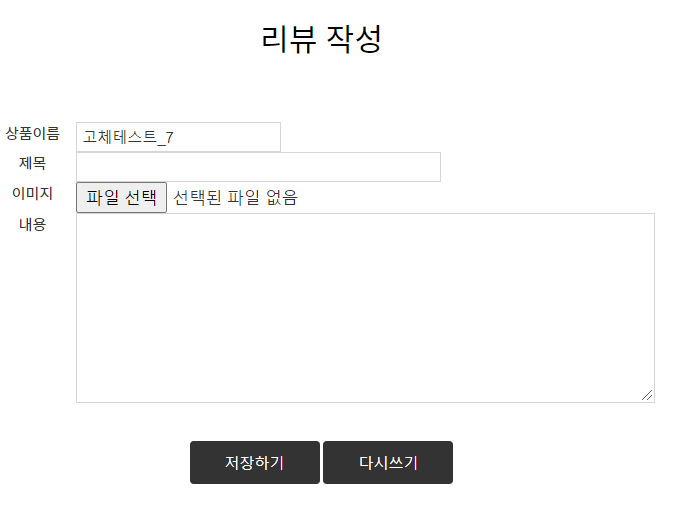 리뷰 작성
상품이름 고체테스트_7
제목
이미지 파일 선택 선택된 파일 없음
내용
저장하기 다시쓰기